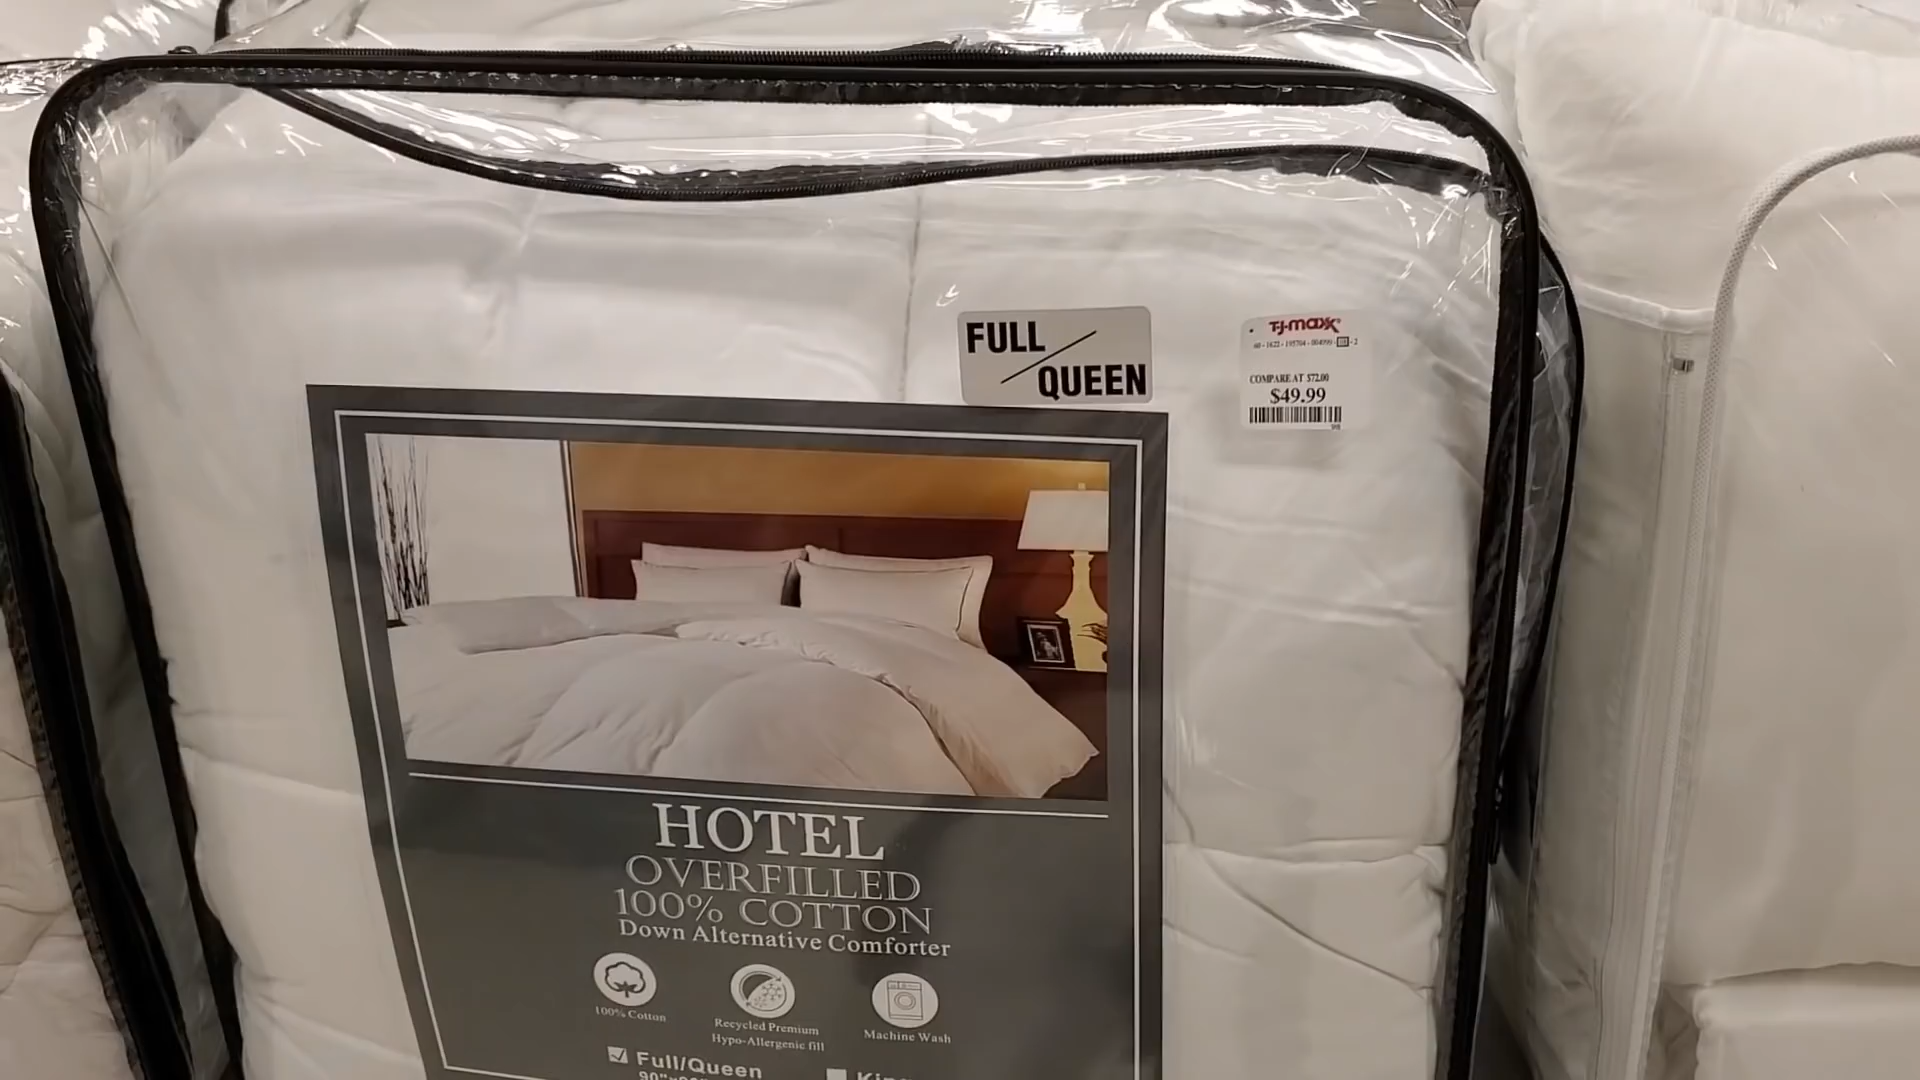 FULL
QUEEN
T.J.maxx
COMPARE AT $72.00
$49.99
HOTEL
OVERFILLED
100% COTTON
Down Alternative Comforter
100% Cotton
Recycled Premium
Hypo-Allergenic fill
Machine Wash
Full/Queen